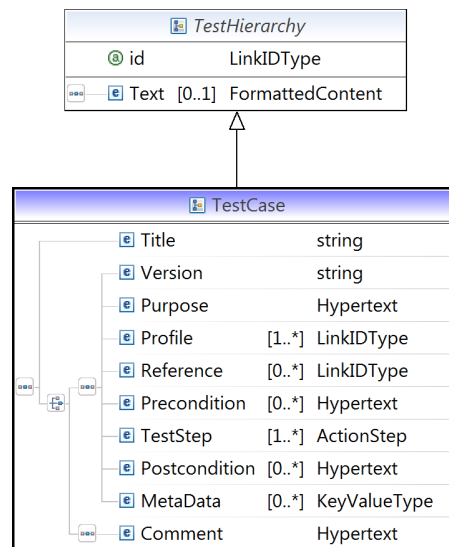 TestHierarchy
a id LinkIDType
e Text [0..1] FormattedContent
TestCase
e Title string
e Version string
e Purpose Hypertext
e Profile [1..*] LinkIDType
e Reference [0..*] LinkIDType
e Precondition [0..*] Hypertext
e TestStep [1..*] ActionStep
e Postcondition [0..*] Hypertext
e MetaData [0..*] KeyValueType
e Comment Hypertext